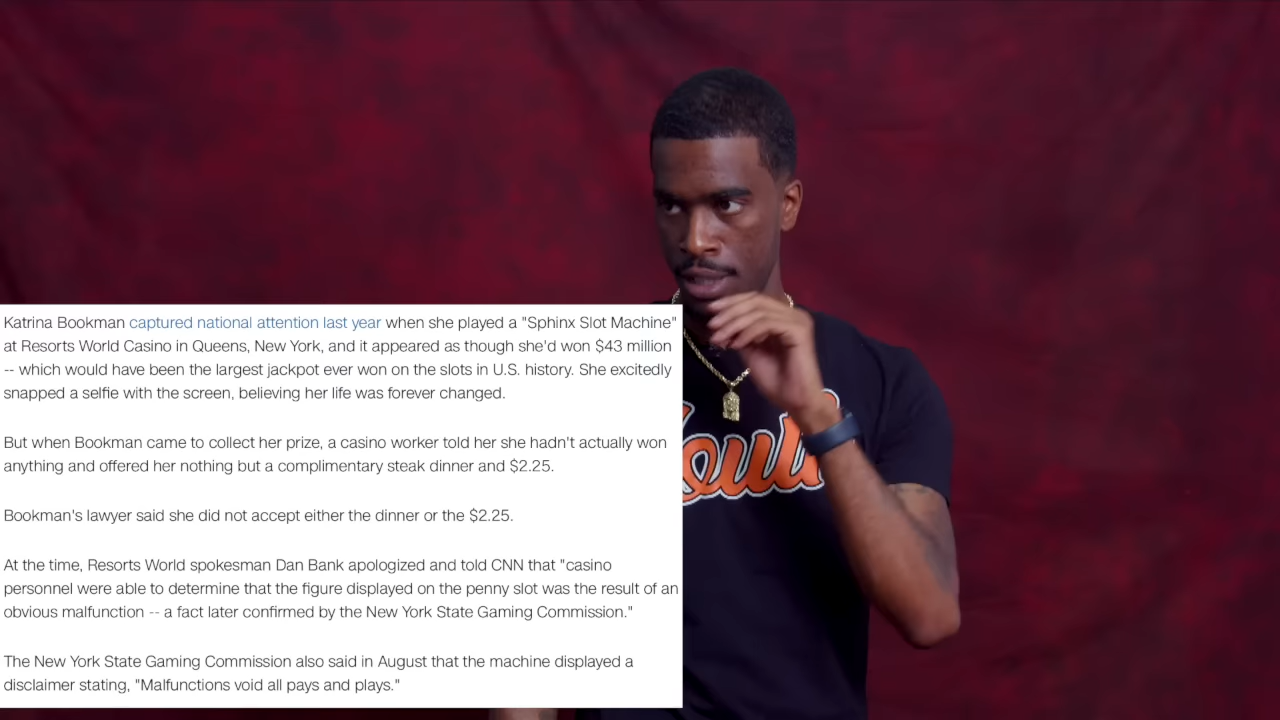 Katrina Bookman captured national attention last year when she played a "Sphinx Slot Machine"
at Resorts World Casino in Queens, New York, and it appeared as though she'd won $43 million
-- which would have been the largest jackpot ever won on the slots in U.S. history. She excitedly
snapped a selfie with the screen, believing her life was forever changed.
But when Bookman came to collect her prize, a casino worker told her she hadn't actually won
anything and offered her nothing but a complimentary steak dinner and $2.25.
Bookman's lawyer said she did not accept either the dinner or the $2.25.
At the time, Resorts World spokesman Dan Bank apologized and told CNN that "casino
personnel were able to determine that the figure displayed on the penny slot was the result of an
obvious malfunction -- a fact later confirmed by the New York State Gaming Commission."
The New York State Gaming Commission also said in August that the machine displayed a
disclaimer stating, "Malfunctions void all pays and plays."